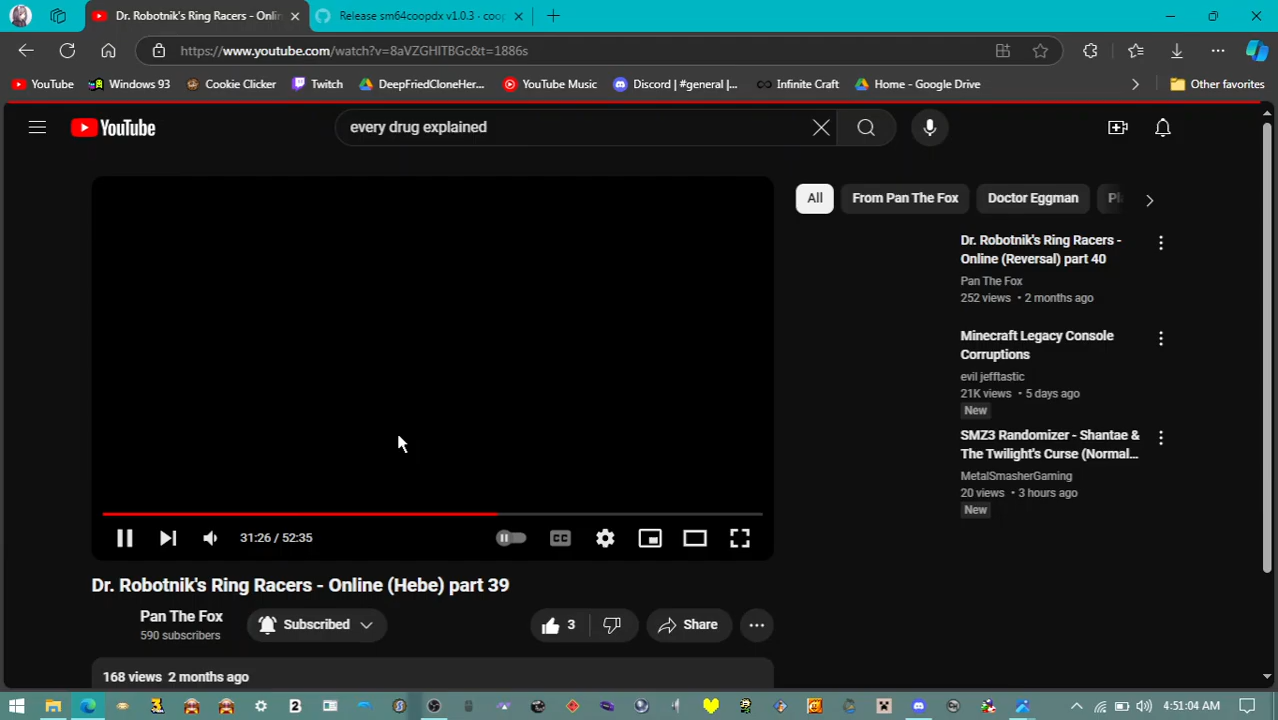 Dr. Robotnik's Ring Racers - Onlin
Release sm64coopdx v1.0.3 · coop
https://www.youtube.com/watch?v=8aVZGHITBGc&t=1886s
YouTube
Windows 93
Cookie Clicker
Twitch
DeepFriedCloneHer...
YouTube Music
Discord | #general |...
Infinite Craft
Home - Google Drive
Other favorites
YouTube
every drug explained
All
From Pan The Fox
Doctor Eggman
Dr. Robotnik's Ring Racers -
Online (Reversal) part 40
Pan The Fox
252 views • 2 months ago
Minecraft Legacy Console
Corruptions
evil jefftastic
21K views • 5 days ago
New
SMZ3 Randomizer - Shantae &
The Twilight's Curse (Normal...
MetalSmasherGaming
20 views • 3 hours ago
New
CC
31:26 / 52:35
Dr. Robotnik's Ring Racers - Online (Hebe) part 39
Pan The Fox
590 subscribers
Subscribed
3
Share
168 views 2 months ago
4:51:04 AM